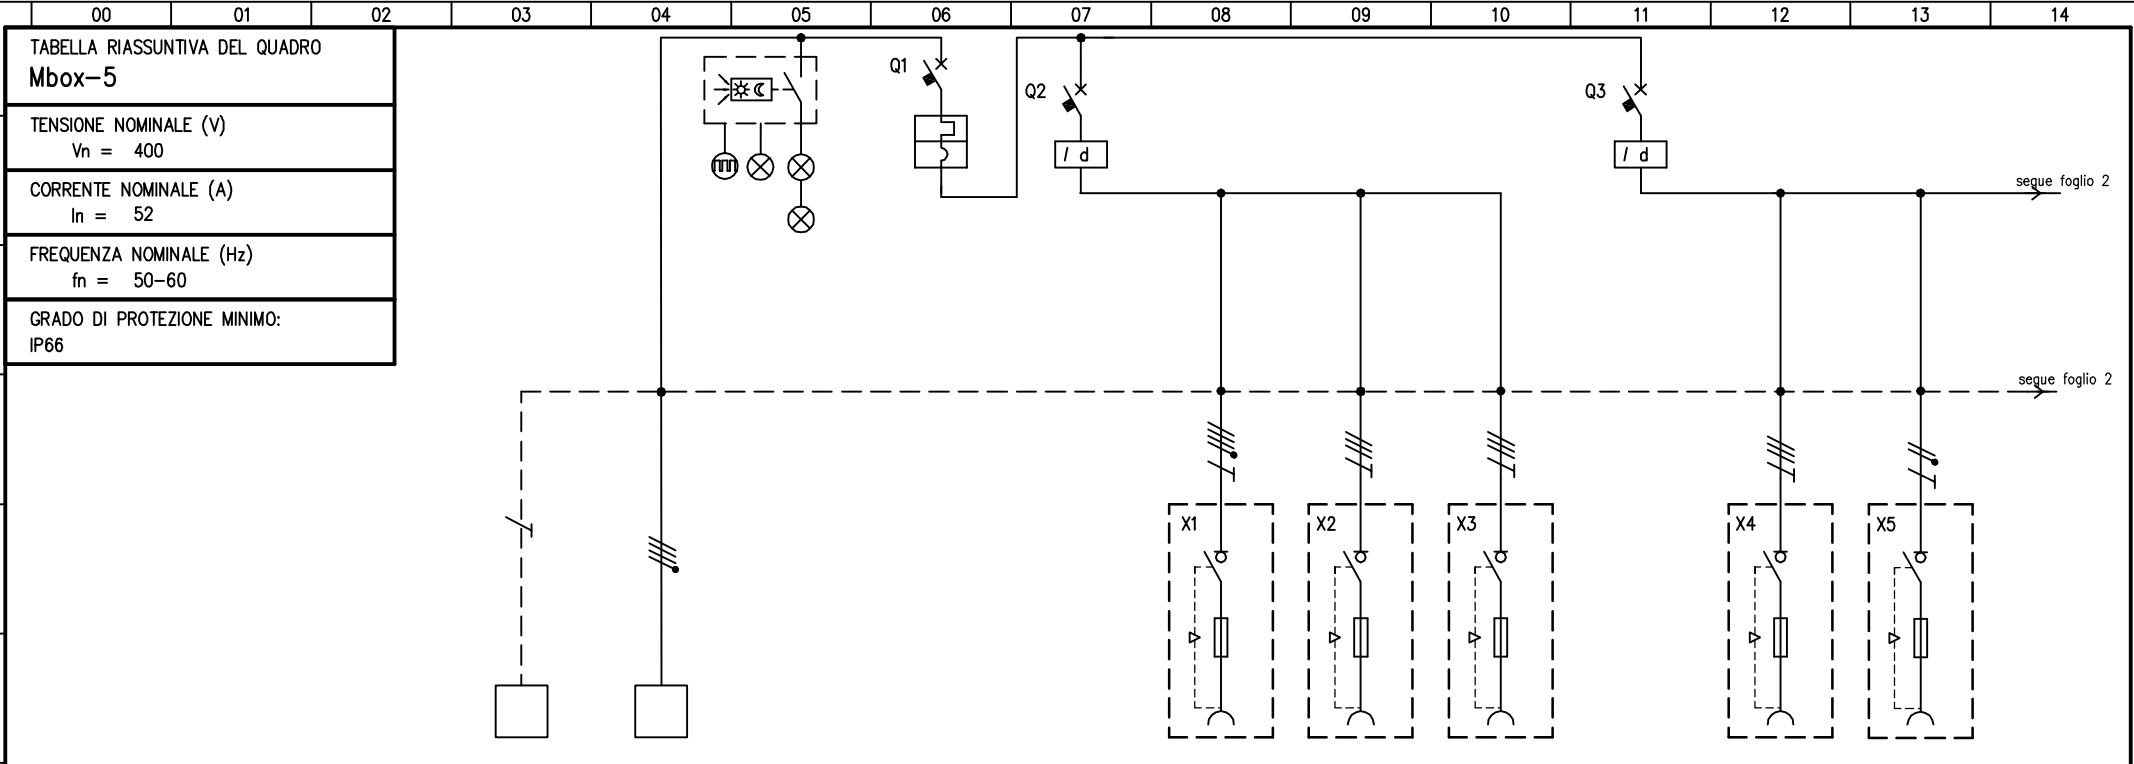 00 01 02 03 04 05 06 07 08 09 10 11 12 13 14
TABELLA RIASSUNTIVA DEL QUADRO
Mbox-5
TENSIONE NOMINALE (V)
Vn = 400
CORRENTE NOMINALE (A)
In = 52
FREQUENZA NOMINALE (Hz)
fn = 50-60
GRADO DI PROTEZIONE MINIMO:
IP66
Q1
Q2
Q3
I d
I d
segue foglio 2
segue foglio 2
X1
X2
X3
X4
X5